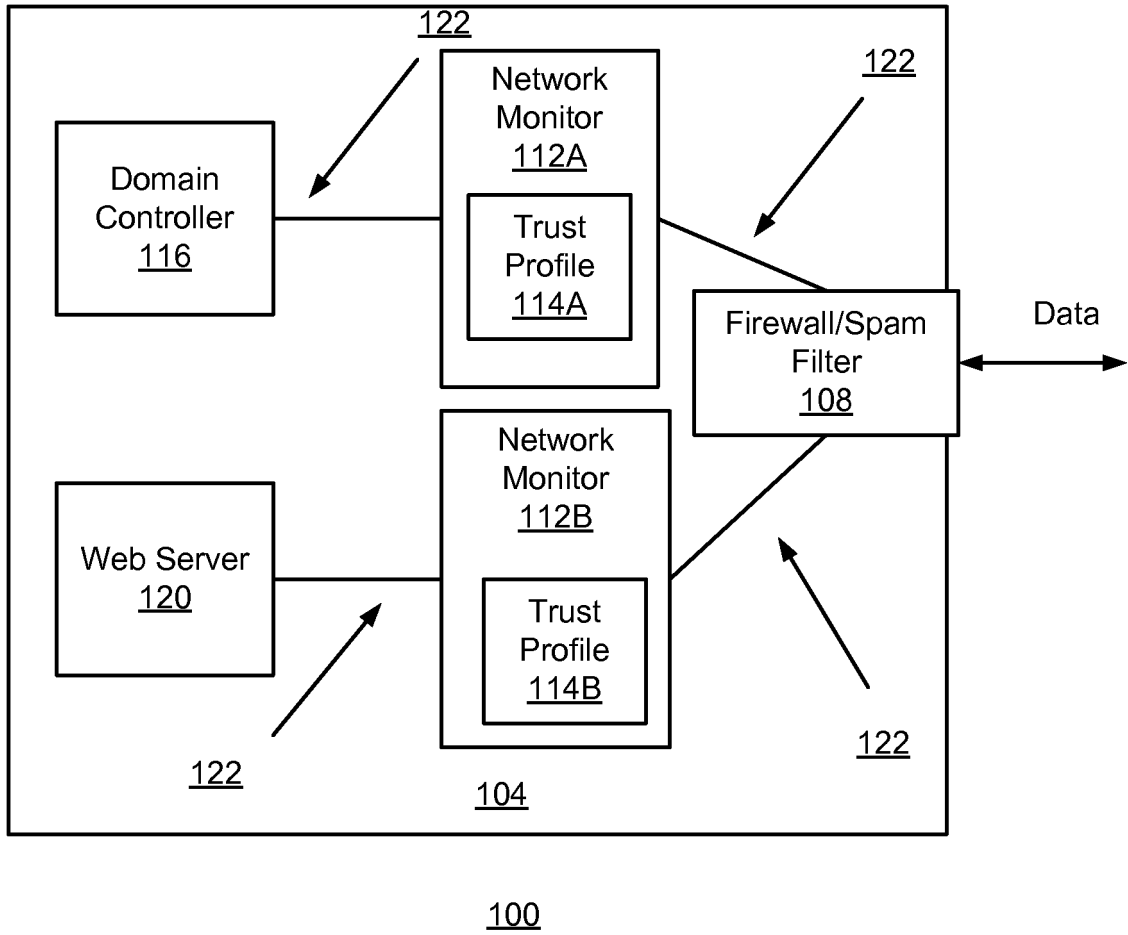 122
Network
Monitor
112A
Trust
Profile
114A
122
Domain
Controller
116
Firewall/Spam
Filter
108
Data
Network
Monitor
112B
Trust
Profile
114B
Web Server
120
122
122
104
100